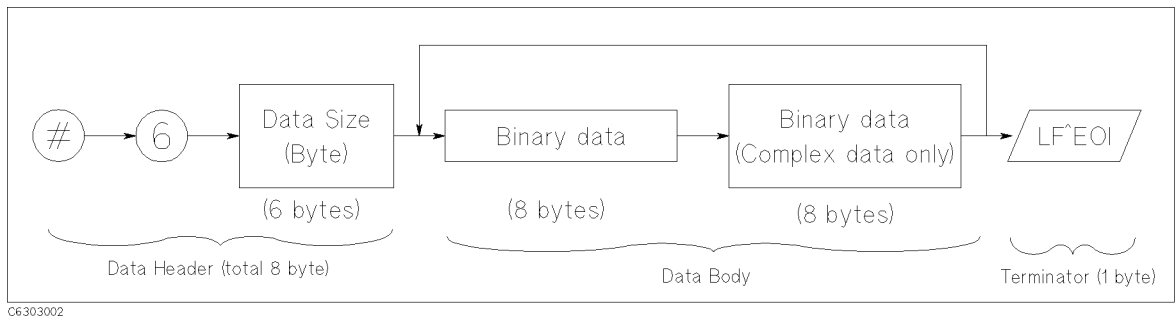 #
6
Data Size
(Byte)
Binary data
Binary data
(Complex data only)
LF^EOI
(6 bytes)
(8 bytes)
(8 bytes)
Data Header (total 8 byte)
Data Body
Terminator (1 byte)
C6303002